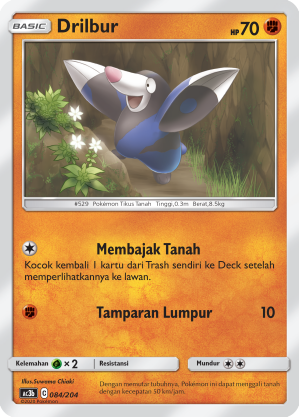 BASIC Drilbur HP70
#529 Pokémon Tikus Tanah Tinggi,0.3m Berat,8.5kg
Membajak Tanah
Kocok kembali 1 kartu dari Trash sendiri ke Deck setelah
memperlihatkannya ke lawan.
Tamparan Lumpur 10
Kelemahan × 2 Resistansi Mundur
Illus.Suwama Chiaki
Dengan memutar tubuhnya, Pokémon ini dapat menggali tanah
dengan kecepatan 50 km/jam.
C 084/204